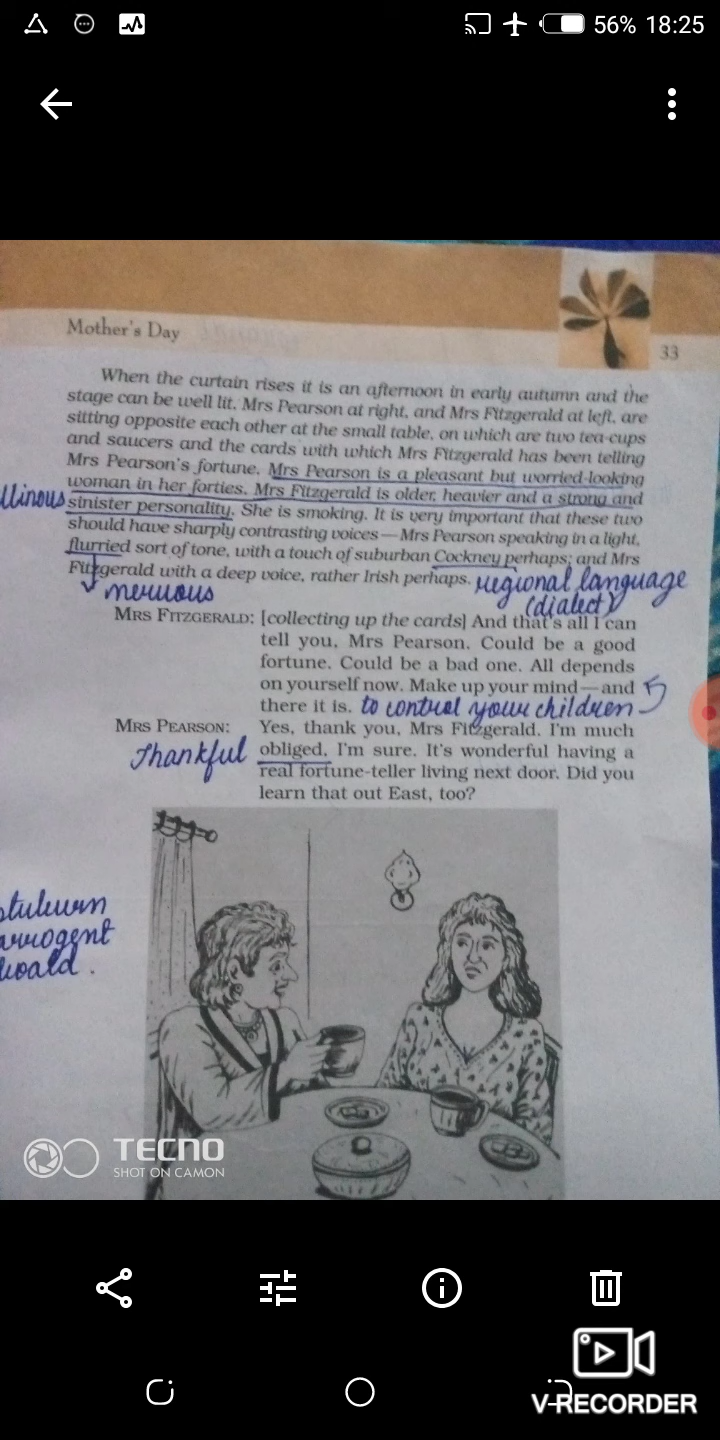 56% 18:25
Mother's Day
33
When the curtain rises it is an afternoon in early autumn and the
stage can be well lit. Mrs Pearson at right, and Mrs Fitzgerald at left, are
sitting opposite each other at the small table, on which are two tea-cups
and saucers and the cards with which Mrs Fitzgerald has been telling
Mrs Pearson's fortune. Mrs Pearson is a pleasant but worried-looking
woman in her forties. Mrs Fitzgerald is older, heavier and a strong and
sinister personality. She is smoking. It is very important that these two
should have sharply contrasting voices—Mrs Pearson speaking in a light,
flurried sort of tone, with a touch of suburban Cockney perhaps; and Mrs
Fitzgerald with a deep voice, rather Irish perhaps. regional language
nervous
(dialect)
MRS FITZGERALD: [collecting up the cards] And that's all I can
tell you, Mrs Pearson. Could be a good
fortune. Could be a bad one. All depends
on yourself now. Make up your mind—and
there it is. to control your children
MRS PEARSON: Yes, thank you, Mrs Fitzgerald. I'm much
Thankful obliged, I'm sure. It's wonderful having a
real fortune-teller living next door. Did you
learn that out East, too?
arrogent
TECNO
SHOT ON CAMON
V-RECORDER